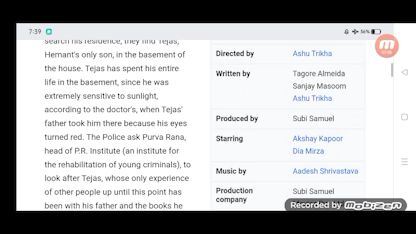 7:59
56%
search his residence, they find Tejas,
Hemant's only son, in the basement of
the house. Tejas has spent his entire
life in the basement, since he was
extremely sensitive to sunlight,
according to the doctor's, when Tejas'
father took him there because his eyes
turned red. The Police ask Purva Rana,
head of P.R. Institute (an institute for
the rehabilitation of young criminals), to
look after Tejas, whose only experience
of other people up until this point has
been with his father and the books he
Directed by Ashu Trikha
Written by Tagore Almeida
Sanjay Masoom
Ashu Trikha
Produced by Subi Samuel
Starring Akshay Kapoor
Dia Mirza
Music by Aadesh Shrivastava
Production Subi Samuel
company
Recorded by Mobizen